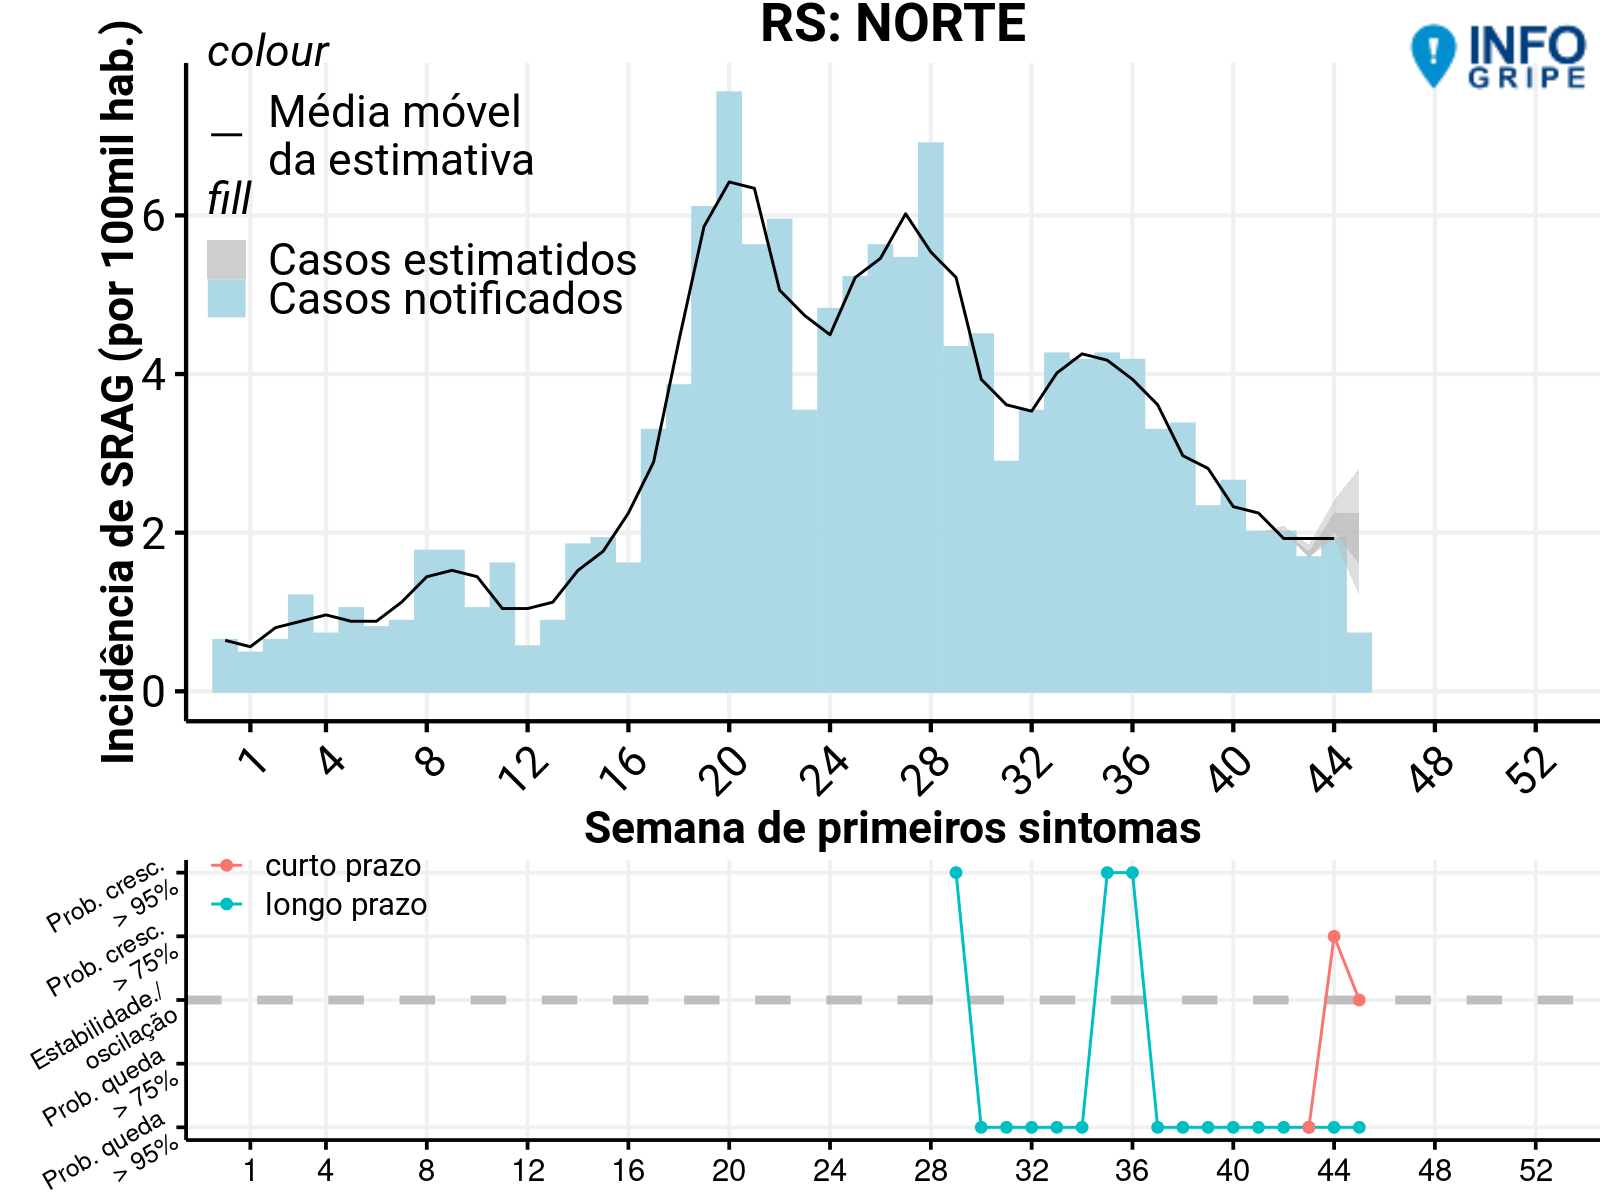 RS: NORTE
INFO
GRIPE
colour
Média móvel
da estimativa
fill
Casos estimatidos
Casos notificados
Incidência de SRAG (por 100mil hab.)
6
4
2
0
1 4 8 12 16 20 24 28 32 36 40 44 48 52
Semana de primeiros sintomas
curto prazo
longo prazo
Prob. cresc.
> 95%
Prob. cresc.
> 75%
Estabilidade./
oscilação
Prob. queda
> 75%
Prob. queda
> 95%
1 4 8 12 16 20 24 28 32 36 40 44 48 52